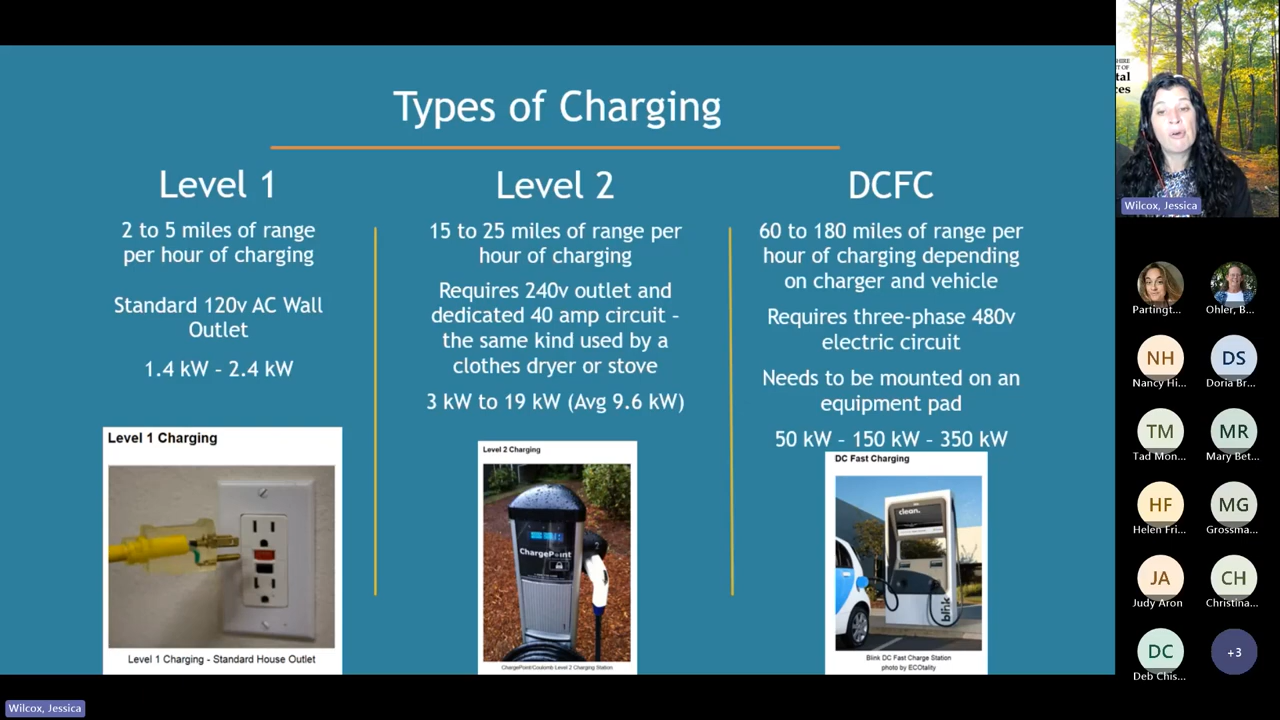 Types of Charging
Level 1
2 to 5 miles of range
per hour of charging
Standard 120v AC Wall
Outlet
1.4 kW – 2.4 kW
Level 1 Charging
Level 1 Charging - Standard House Outlet
Level 2
15 to 25 miles of range per
hour of charging
Requires 240v outlet and
dedicated 40 amp circuit –
the same kind used by a
clothes dryer or stove
3 kW to 19 kW (Avg 9.6 kW)
Level 2 Charging
ChargePoint
ChargePoint/Coulomb Level 2 Charging Station
DCFC
60 to 180 miles of range per
hour of charging depending
on charger and vehicle
Requires three-phase 480v
electric circuit
Needs to be mounted on an
equipment pad
50 kW – 150 kW – 350 kW
DC Fast Charging
clean.
blink
Blink DC Fast Charge Station
photo by ECOtality
Wilcox, Jessica
Partingt...
Ohler, B...
NH
Nancy Hi...
DS
Doria Br...
TM
Tad Mon...
MR
Mary Bet...
HF
Helen Fri...
MG
Grossma...
JA
Judy Aron
CH
Christina...
DC
Deb Chis...
+3
Wilcox, Jessica